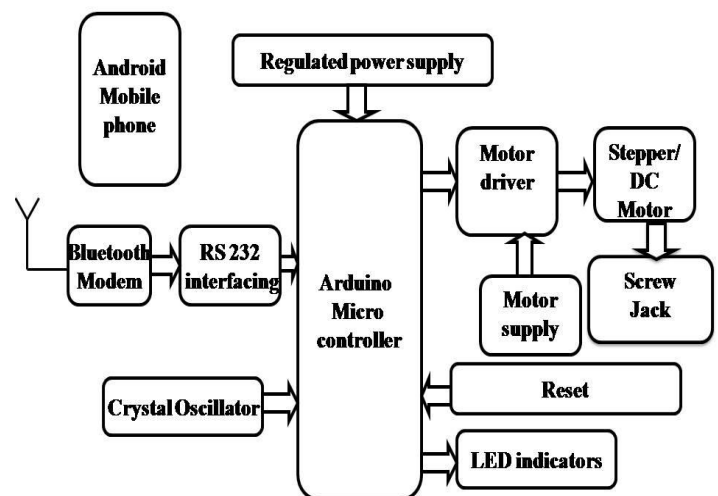 Android
Mobile
phone
Regulated power supply
Motor
driver
Stepper/
DC
Motor
Bluetooth
Modem
RS 232
interfacing
Arduino
Micro
controller
Motor
supply
Screw
Jack
Crystal Oscillator
Reset
LED indicators